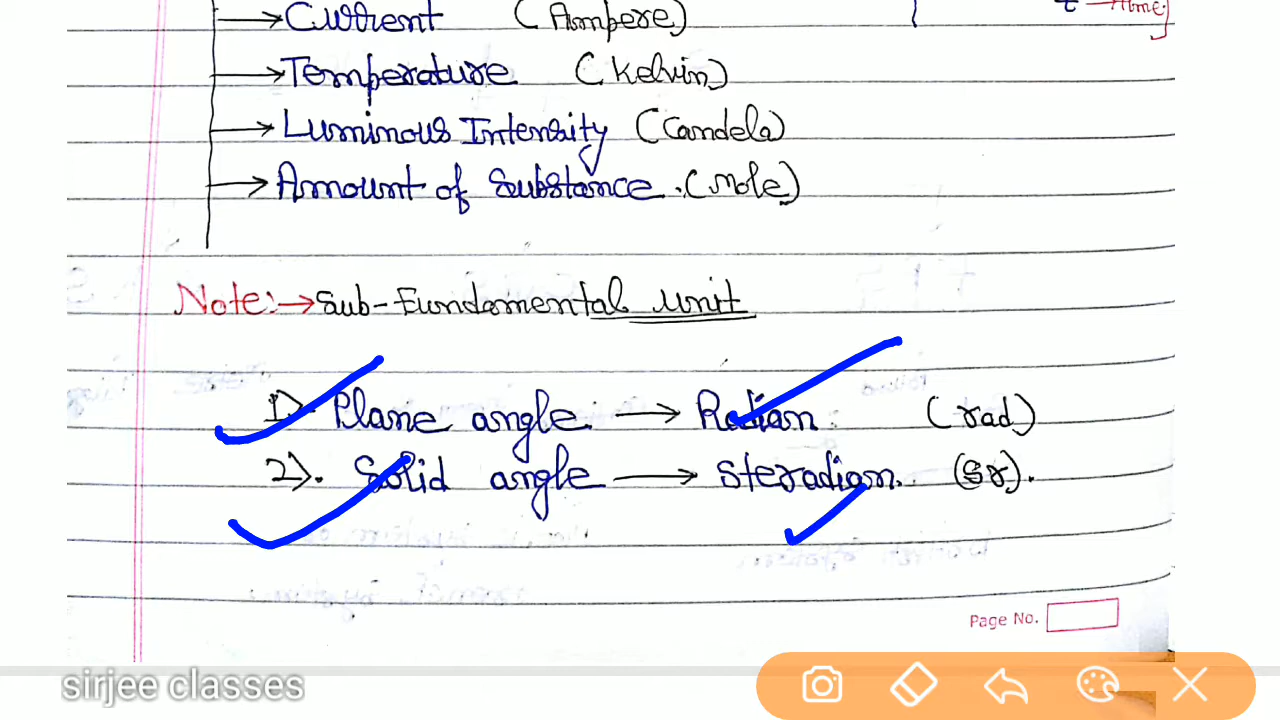 → Current (Ampere)
t → time
→ Temperature (Kelvin)
→ Luminous Intensity (Candela)
→ Amount of Substance. (Mole)
Note:→ Sub-Fundamental unit
1). Plane angle. → Radian. (rad)
2). Solid angle → Steradian. (Sr).
Page No.
sirjee classes